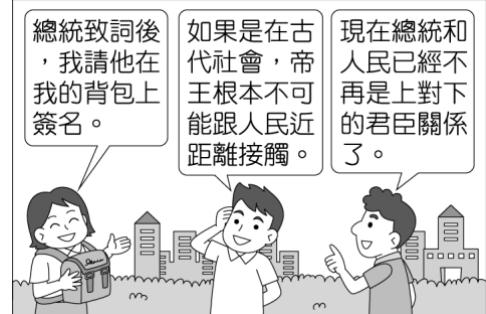 總統致詞後
，我請他在
我的背包上
簽名。
如果是在古
代社會，帝
王根本不可
能跟人民近
距離接觸。
現在總統和
人民已經不
再是上對下
的君臣關係
了。